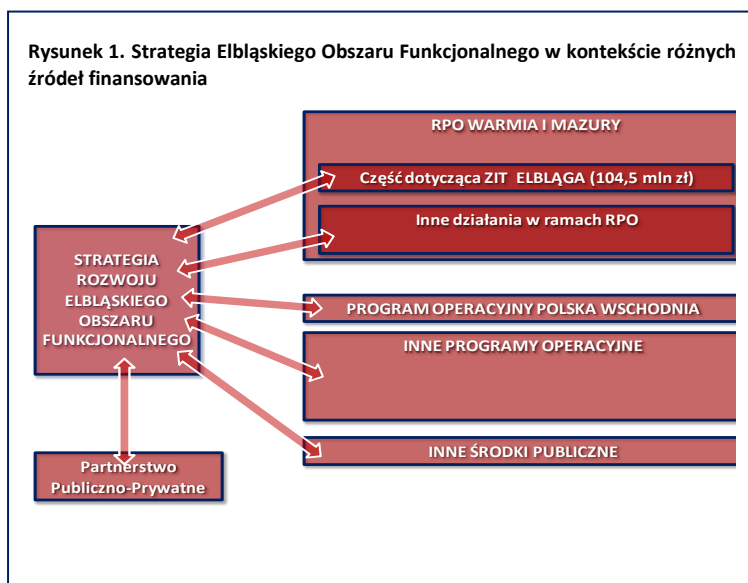 Rysunek 1. Strategia Elbląskiego Obszaru Funkcjonalnego w kontekście różnych
źródeł finansowania
RPO WARMIA I MAZURY
Część dotycząca ZIT ELBLĄGA (104,5 mln zł)
Inne działania w ramach RPO
STRATEGIA
ROZWOJU
ELBLĄSKIEGO
OBSZARU
FUNKCJONALNEGO
PROGRAM OPERACYJNY POLSKA WSCHODNIA
INNE PROGRAMY OPERACYJNE
INNE ŚRODKI PUBLICZNE
Partnerstwo
Publiczno-Prywatne